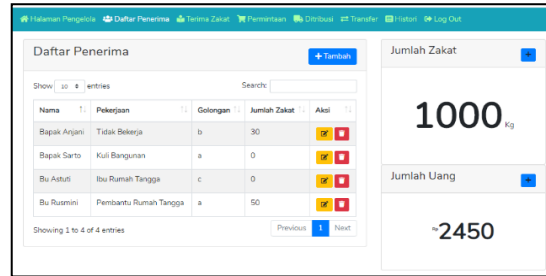 Halaman Pengelola Daftar Penerima Terima Zakat Permintaan Ditribusi Transfer Histori Log Out
Daftar Penerima
+ Tambah
Show 10 entries Search:
Nama Pekerjaan Golongan Jumlah Zakat Aksi
Bapak Anjani Tidak Bekerja b 30
Bapak Sarto Kuli Bangunan a 0
Bu Astuti Ibu Rumah Tangga c 0
Bu Rusmini Pembantu Rumah Tangga a 50
Showing 1 to 4 of 4 entries Previous 1 Next
Jumlah Zakat +
1000 Kg
Jumlah Uang +
Rp 2450